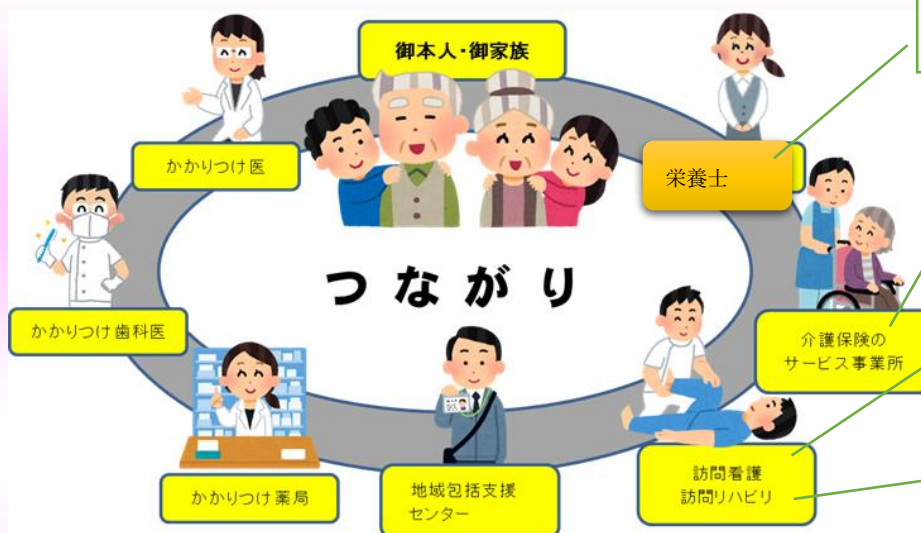 御本人・御家族
かかりつけ医
栄養士
かかりつけ歯科医
つながり
介護保険の
サービス事業所
かかりつけ薬局
地域包括支援
センター
訪問看護
訪問リハビリ